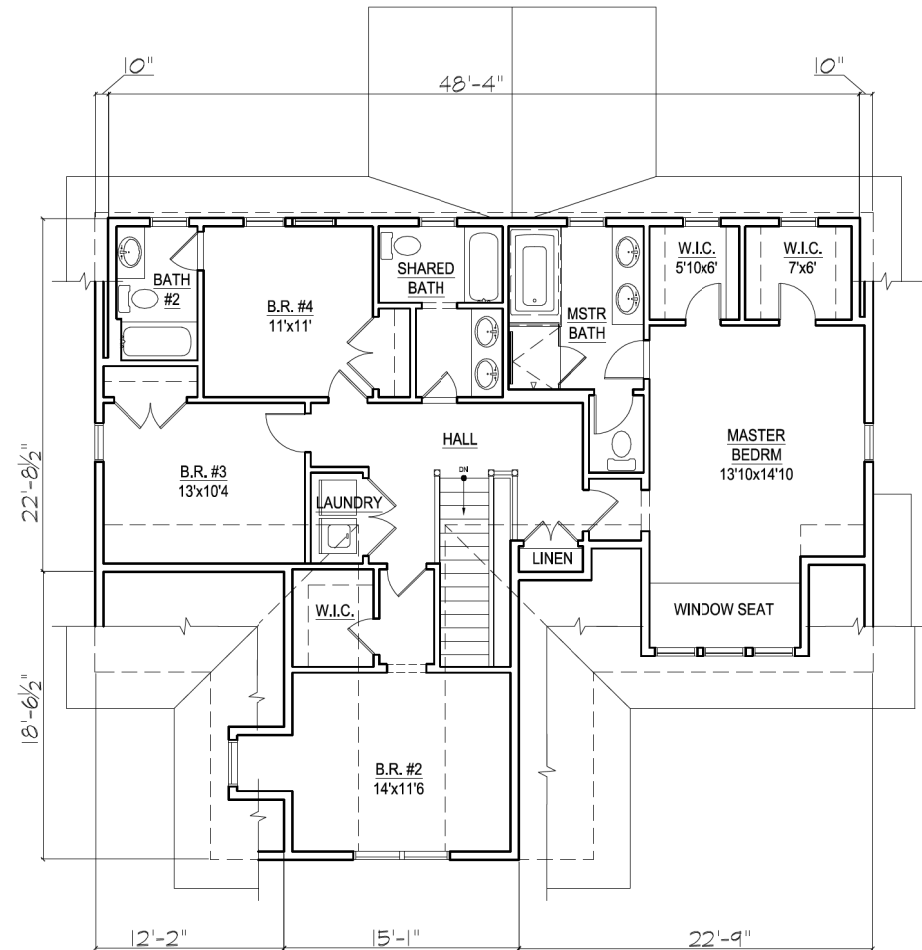 10"
10"
48'-4"
W.I.C.
5'10x6'
W.I.C.
7'x6'
SHARED
BATH
BATH
#2
B.R. #4
11'x11'
MSTR
BATH
HALL
MASTER
BEDRM
13'10x14'10
B.R. #3
13'x10'4
DN
22'-8½"
LAUNDRY
LINEN
W.I.C.
WINDOW SEAT
18'-6½"
B.R. #2
14'x11'6
12'-2"
15'-1"
22'-9"